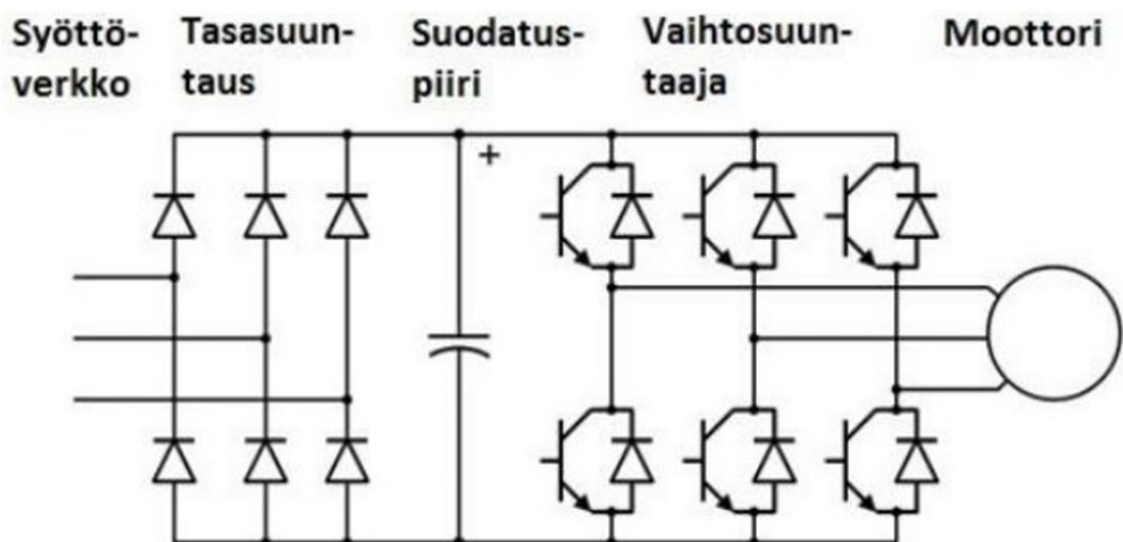 Syöttö- Tasasuun- Suodatus- Vaihtosuun- Moottori
verkko taus piiri taaja
+